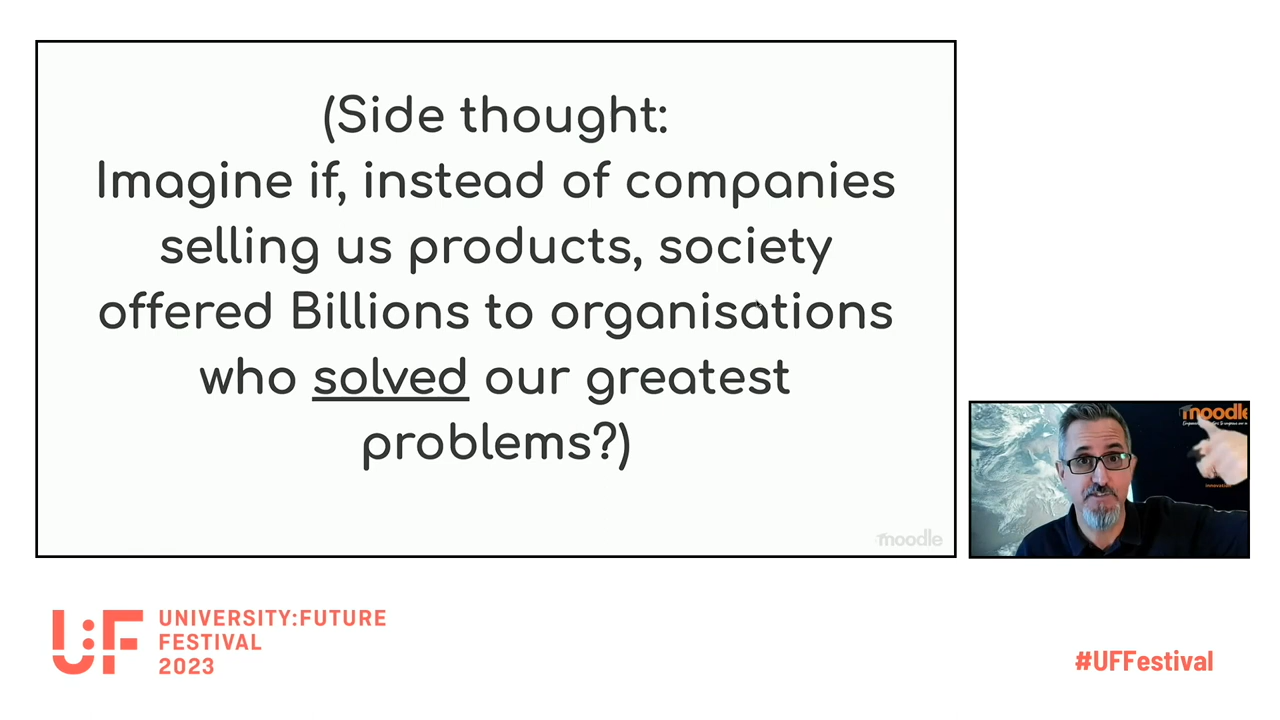 (Side thought:
Imagine if, instead of companies
selling us products, society
offered Billions to organisations
who solved our greatest
problems?)
moodle
moodle
innovation
U:F
UNIVERSITY:FUTURE
FESTIVAL
2023
#UFFestival